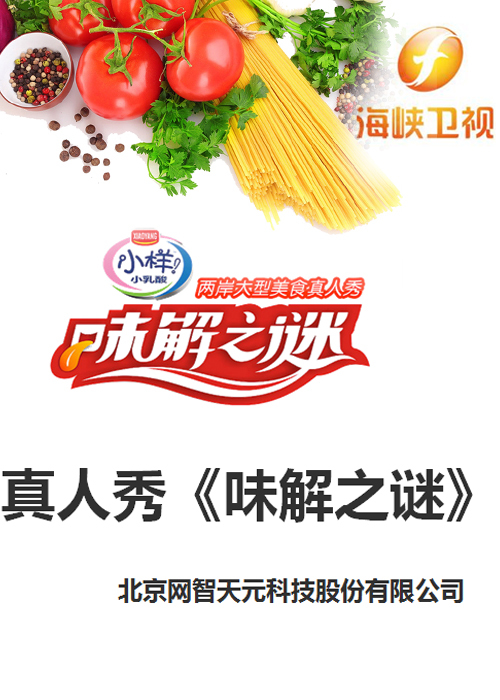 海峡卫视
XIAOYANG
小样!
小乳酸
两岸大型美食真人秀
味解之谜
真人秀《味解之谜》
北京网智天元科技股份有限公司